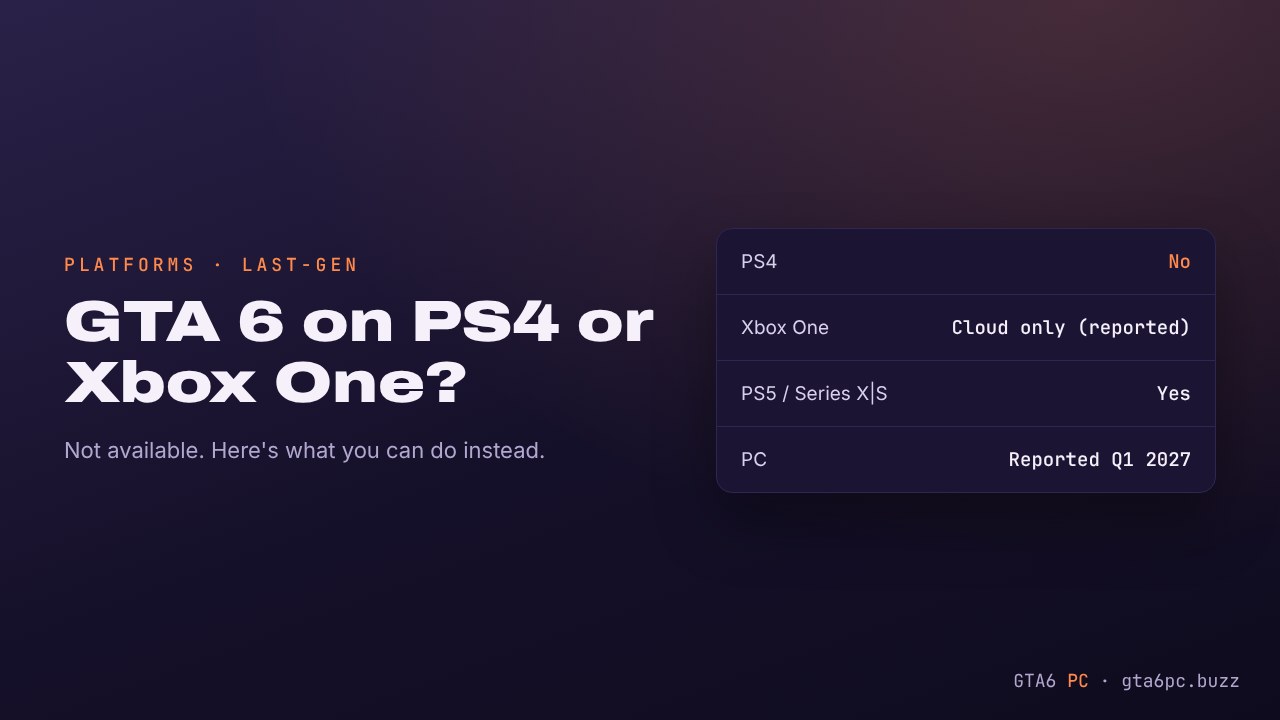 PLATFORMS · LAST-GEN
GTA 6 on PS4 or
Xbox One?
Not available. Here's what you can do instead.
PS4 No
Xbox One Cloud only (reported)
PS5 / Series X|S Yes
PC Reported Q1 2027
GTA6 PC · gta6pc.buzz